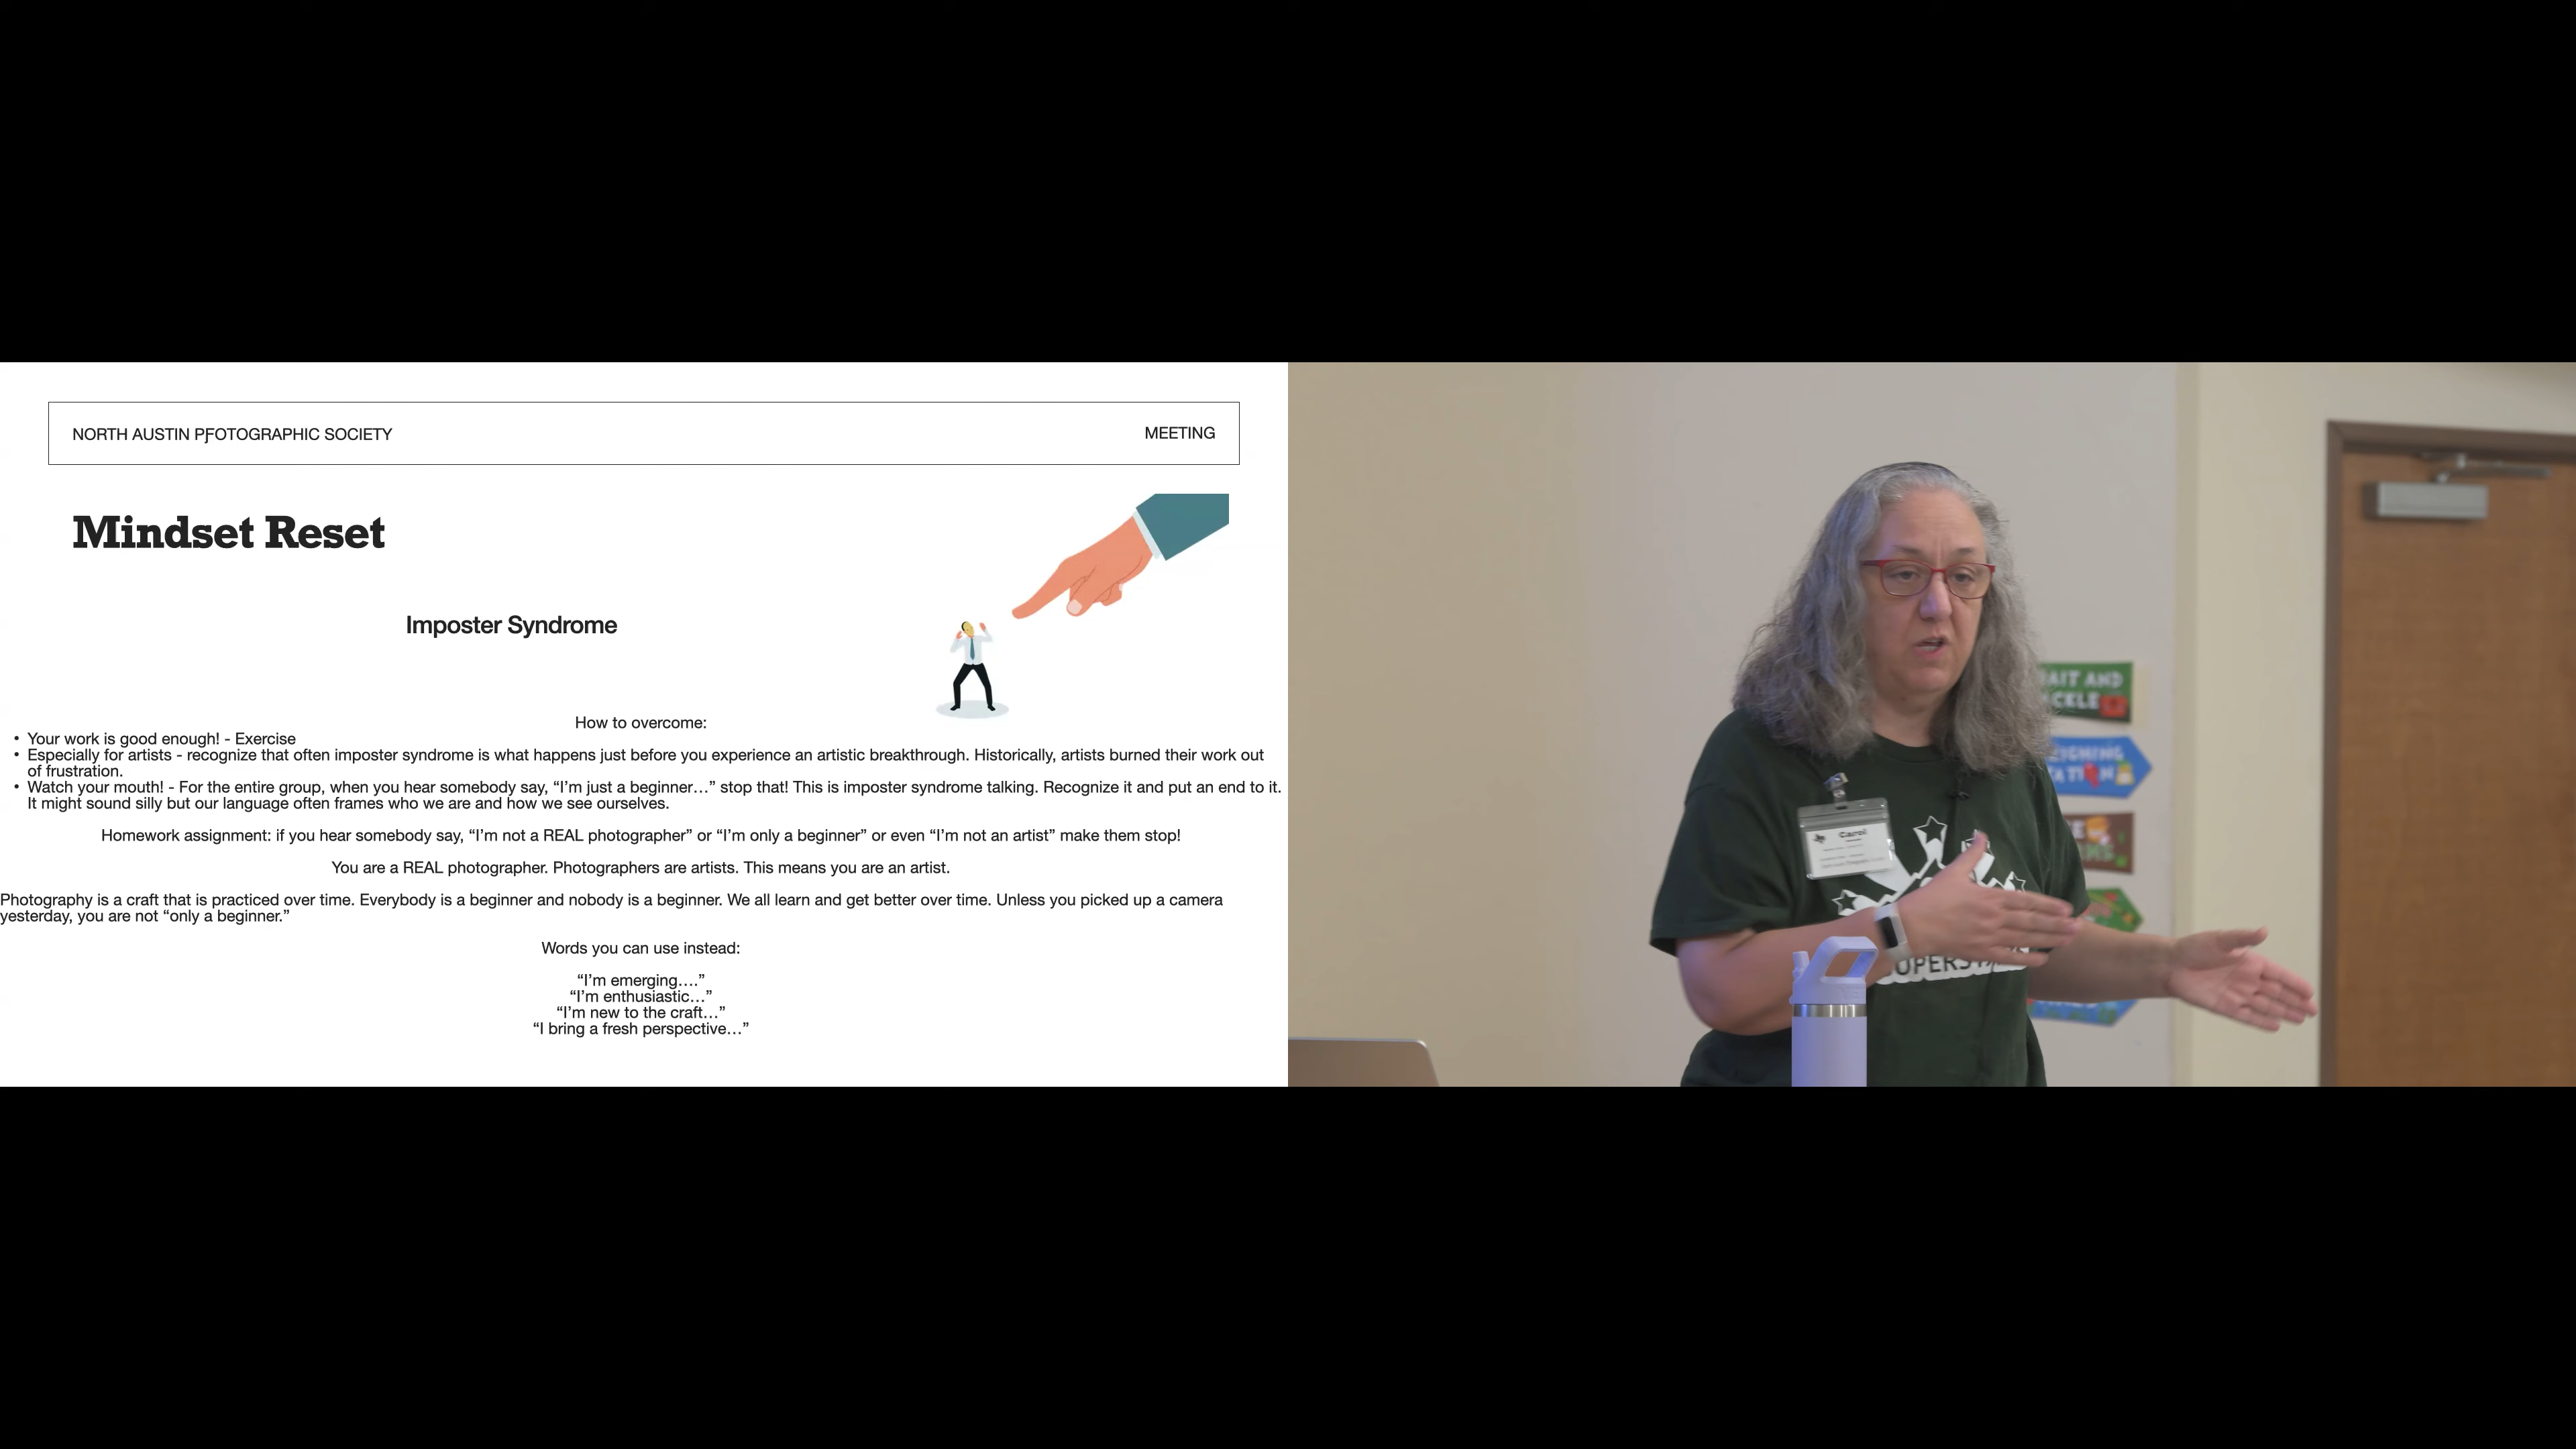 NORTH AUSTIN PƒOTOGRAPHIC SOCIETY
MEETING
Mindset Reset
Imposter Syndrome
How to overcome:
• Your work is good enough! - Exercise
• Especially for artists - recognize that often imposter syndrome is what happens just before you experience an artistic breakthrough. Historically, artists burned their work out
of frustration.
• Watch your mouth! - For the entire group, when you hear somebody say, “I’m just a beginner…” stop that! This is imposter syndrome talking. Recognize it and put an end to it.
It might sound silly but our language often frames who we are and how we see ourselves.
Homework assignment: if you hear somebody say, “I’m not a REAL photographer” or “I’m only a beginner” or even “I’m not an artist” make them stop!
You are a REAL photographer. Photographers are artists. This means you are an artist.
Photography is a craft that is practiced over time. Everybody is a beginner and nobody is a beginner. We all learn and get better over time. Unless you picked up a camera
yesterday, you are not “only a beginner.”
Words you can use instead:
“I’m emerging….”
“I’m enthusiastic…”
“I’m new to the craft…”
“I bring a fresh perspective…”
AIT AND
ACKLE
Carol